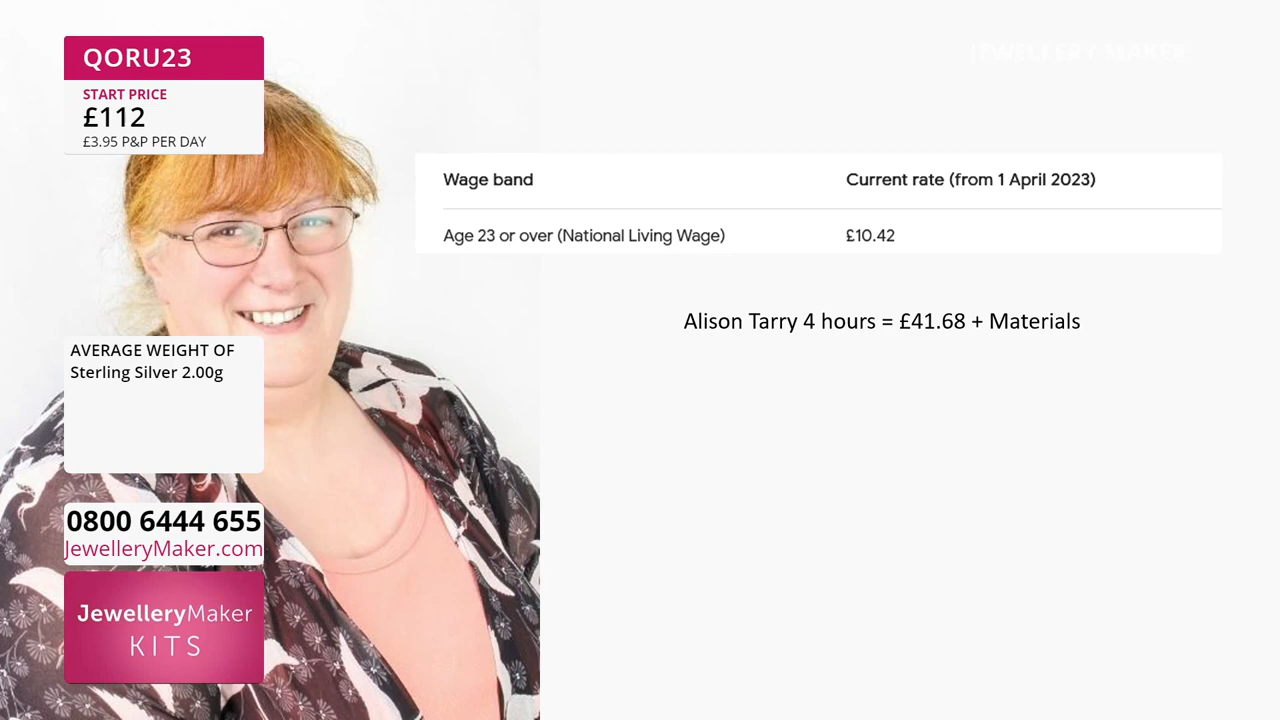 QORU23
START PRICE
£112
£3.95 P&P PER DAY
JEWELLERY MAKER
Wage band Current rate (from 1 April 2023)
Age 23 or over (National Living Wage) £10.42
Alison Tarry 4 hours = £41.68 + Materials
AVERAGE WEIGHT OF
Sterling Silver 2.00g
0800 6444 655
JewelleryMaker.com
JewelleryMaker
KITS